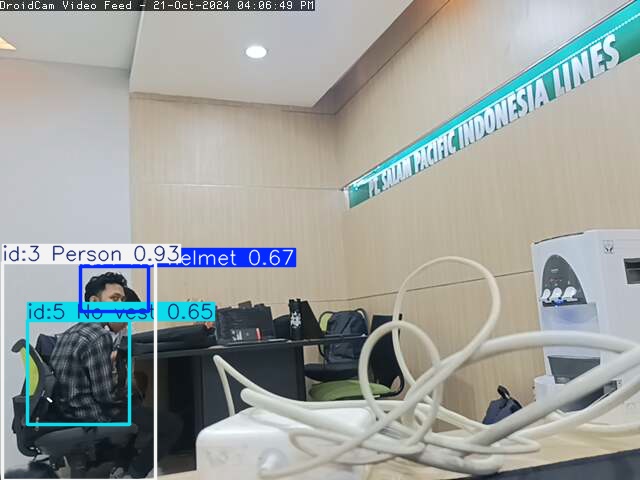 DroidCam Video Feed - 21-Oct-2024 04:06:49 PM
PT. SALAM PACIFIC INDONESIA LINES
id:3 Person 0.93
elmet 0.67
id:5 No vest 0.65